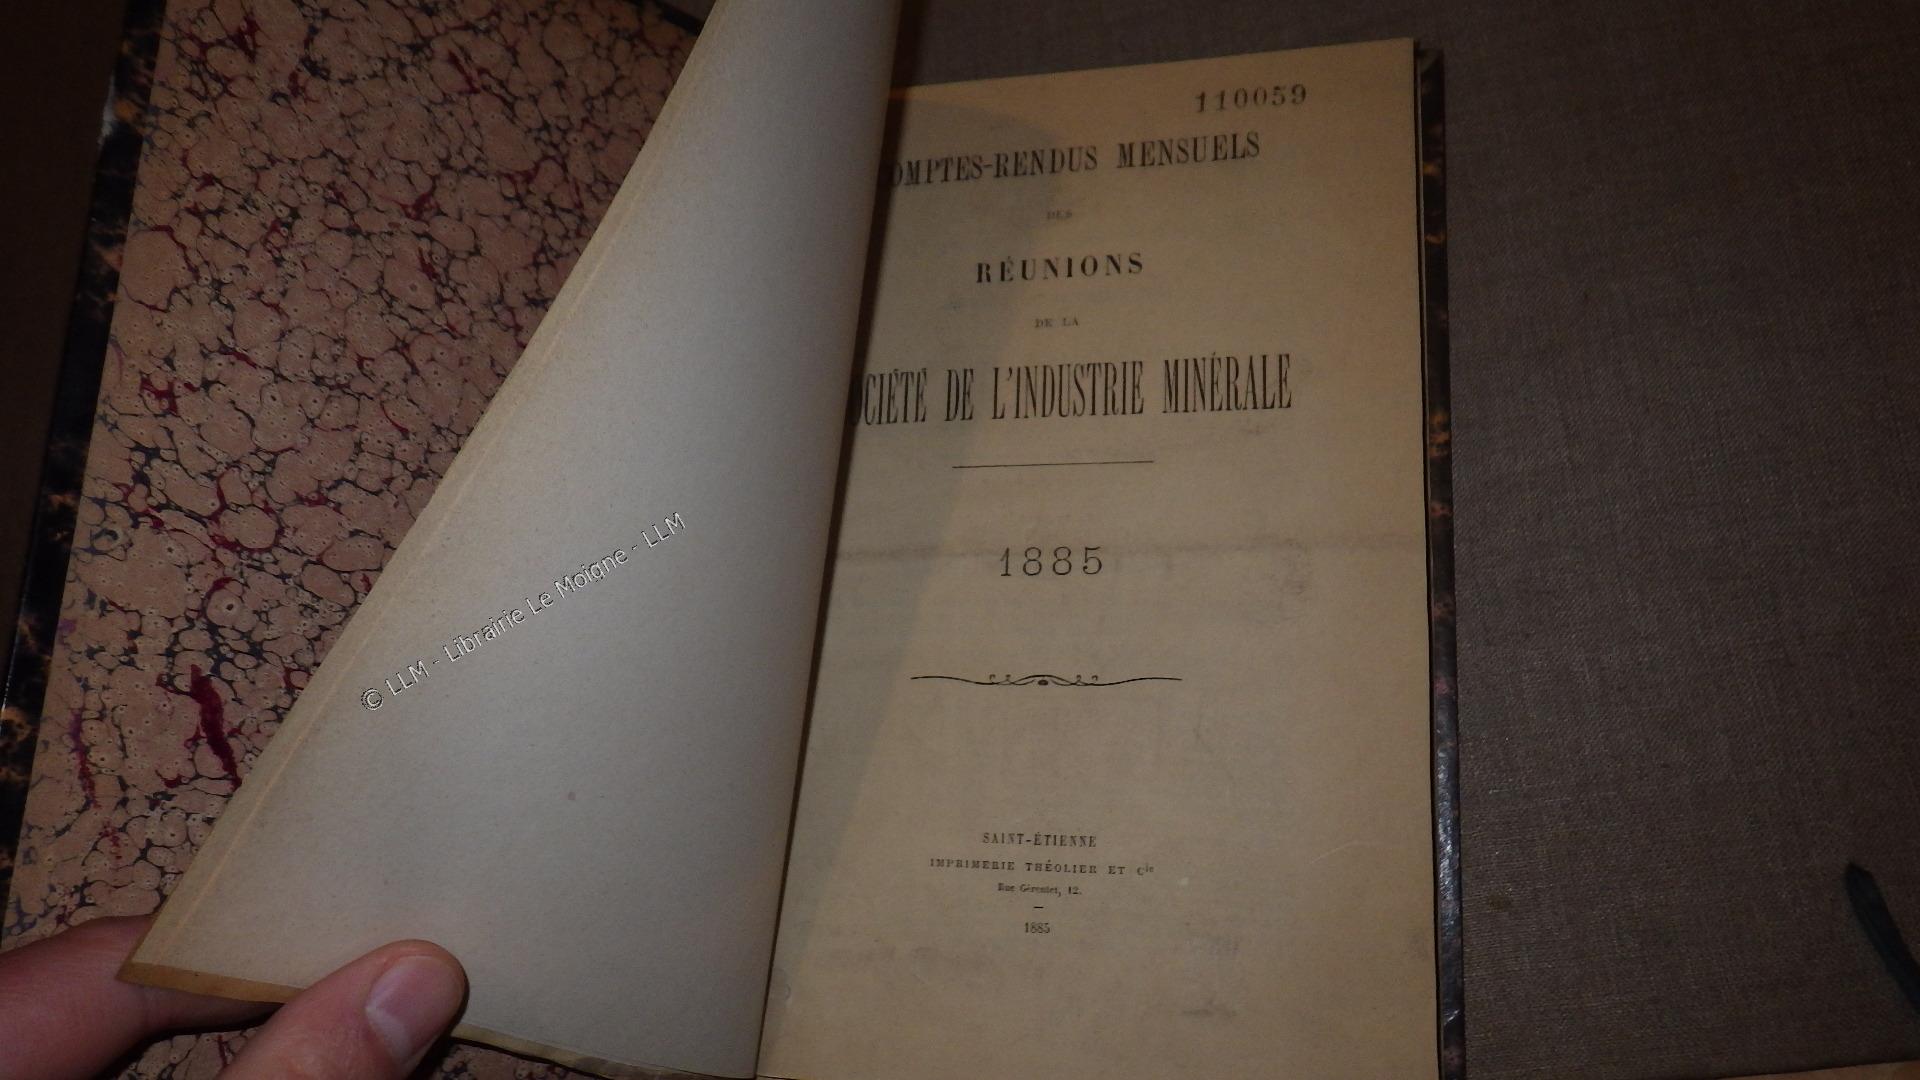 110059
OMPTES-RENDUS MENSUELS
DES
RÉUNIONS
DE LA
OCIÉTÉ DE L'INDUSTRIE MINÉRALE
1885
SAINT-ÉTIENNE
IMPRIMERIE THÉOLIER ET Cie
Rue Gérentet, 12.
1885
© LLM - Librairie Le Moigne - LLM